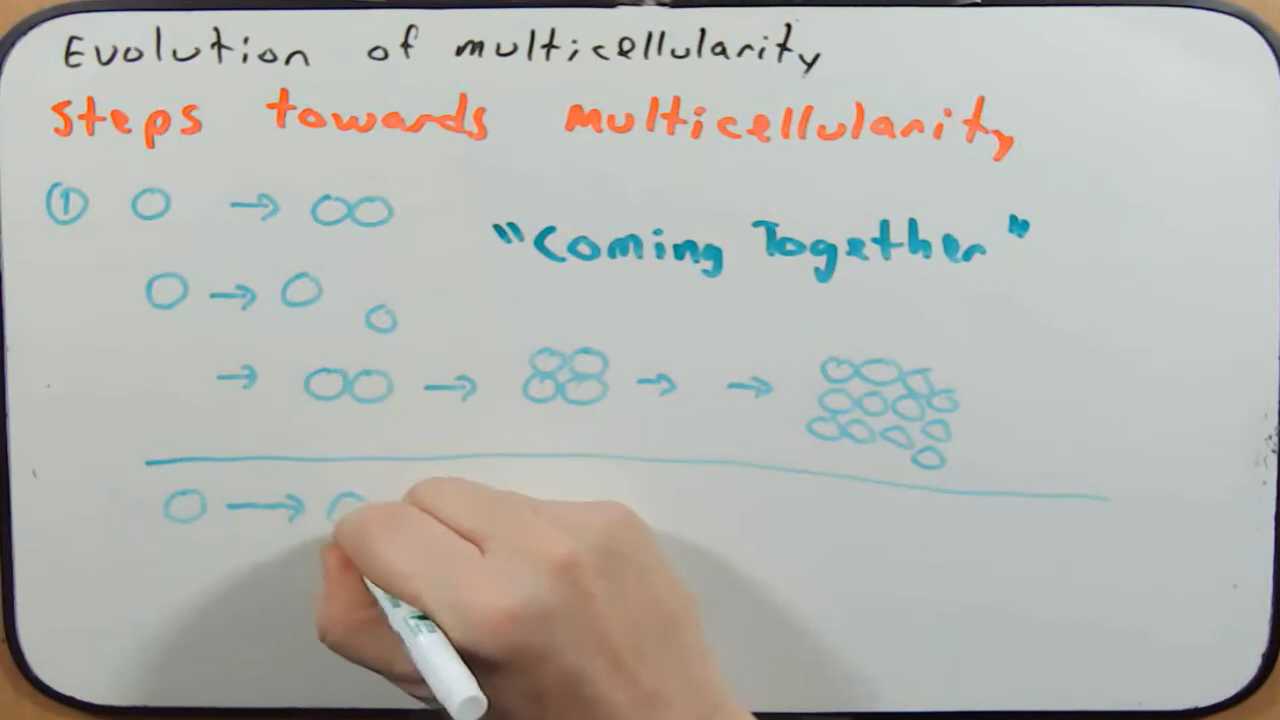 Evolution of multicellularity
Steps towards multicellularity
① → 
"Coming Together"
→
→ → → →
→